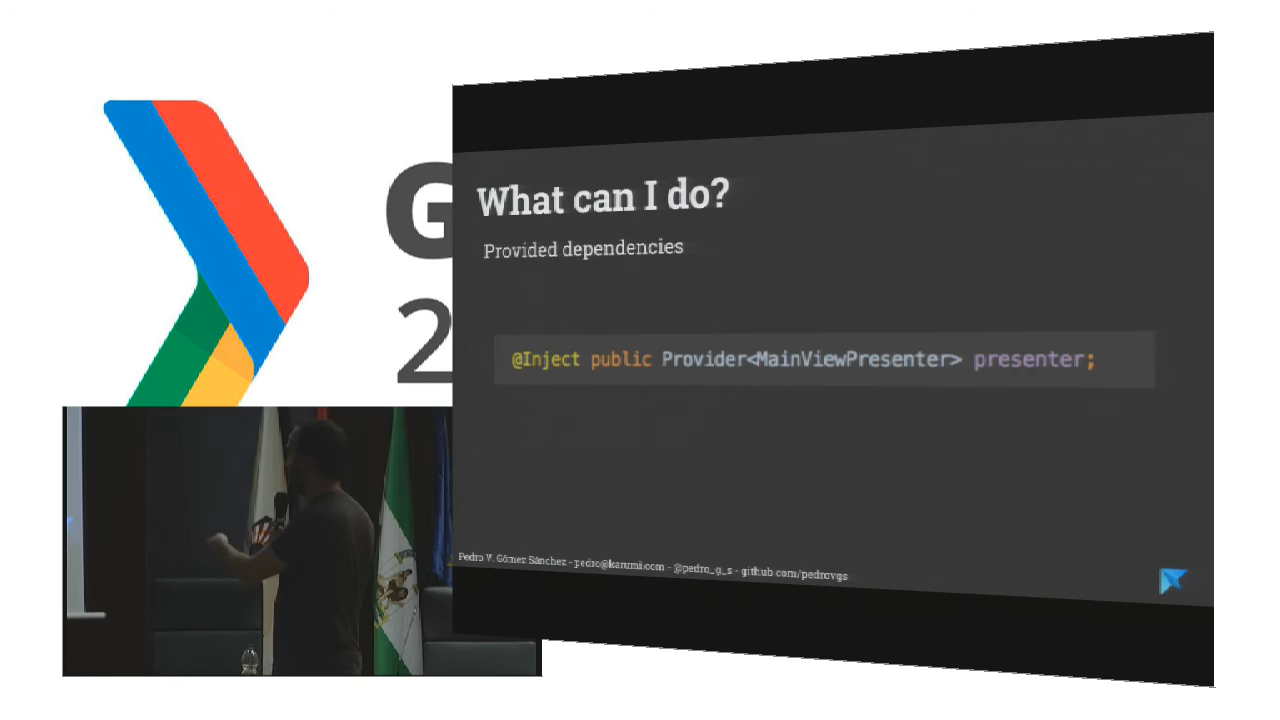 G
2
What can I do?
Provided dependencies
@Inject public Provider<MainViewPresenter> presenter;
Pedro V. Gómez Sánchez - pedro@karumi.com - @pedro_g_s - github.com/pedrovgs